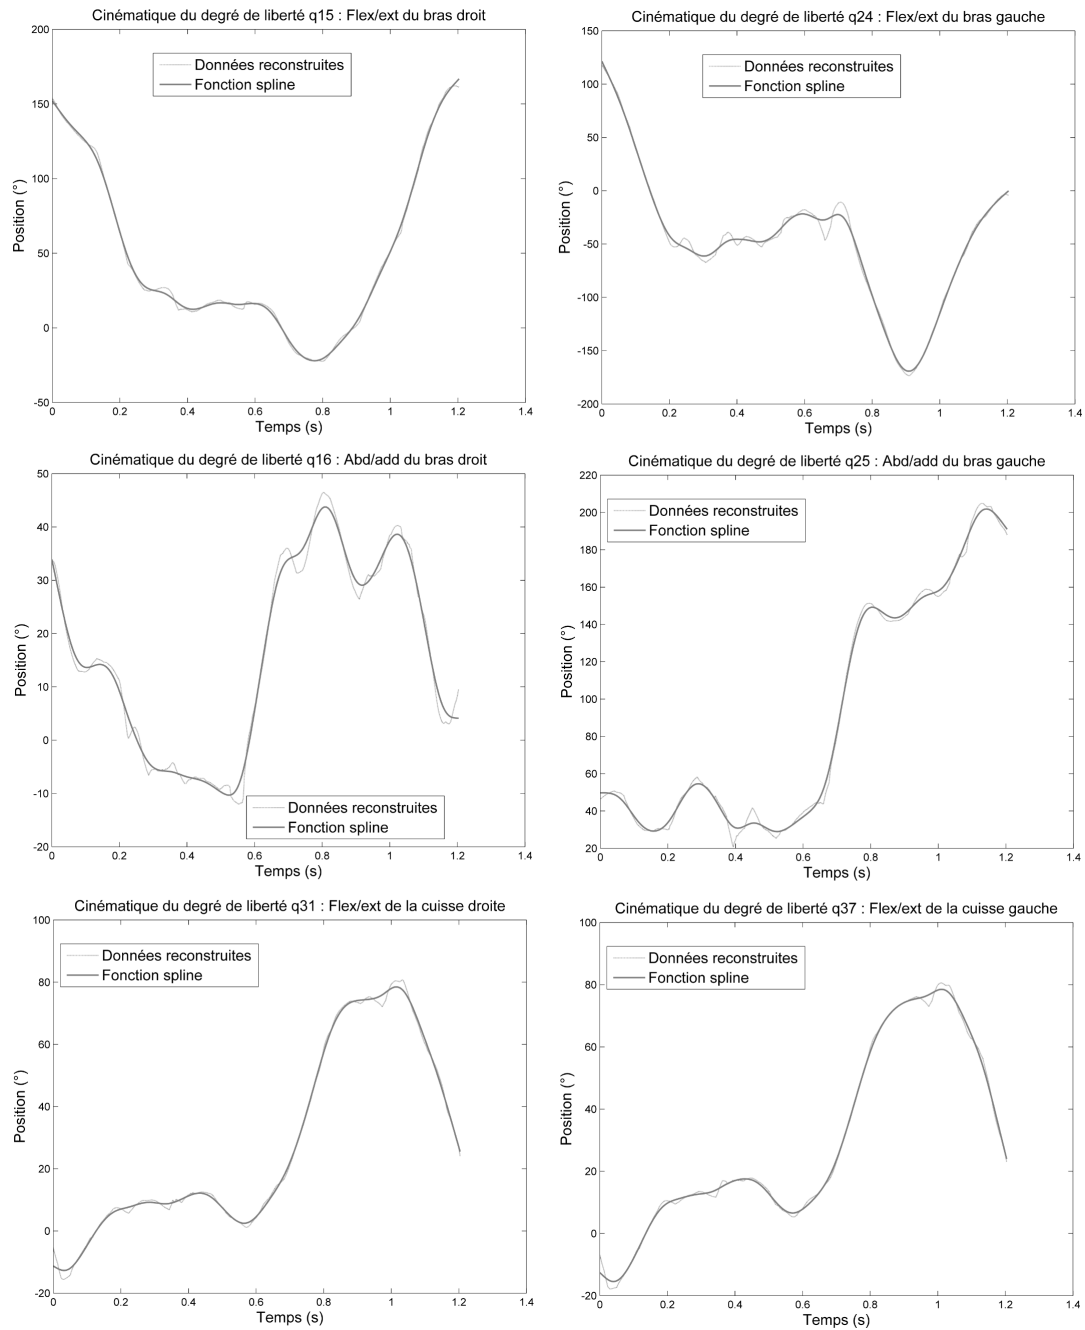 Cinématique du degré de liberté q15 : Flex/ext du bras droit
200
150
100
50
0
-50
Position (°)
Données reconstruites
Fonction spline
0 0.2 0.4 0.6 0.8 1 1.2 1.4
Temps (s)
Cinématique du degré de liberté q24 : Flex/ext du bras gauche
150
100
50
0
-50
-100
-150
-200
Position (°)
Données reconstruites
Fonction spline
0 0.2 0.4 0.6 0.8 1 1.2 1.4
Temps (s)
Cinématique du degré de liberté q16 : Abd/add du bras droit
50
40
30
20
10
0
-10
-20
Position (°)
Données reconstruites
Fonction spline
0 0.2 0.4 0.6 0.8 1 1.2 1.4
Temps (s)
Cinématique du degré de liberté q25 : Abd/add du bras gauche
220
200
180
160
140
120
100
80
60
40
20
Position (°)
Données reconstruites
Fonction spline
0 0.2 0.4 0.6 0.8 1 1.2 1.4
Temps (s)
Cinématique du degré de liberté q31 : Flex/ext de la cuisse droite
100
80
60
40
20
0
-20
Position (°)
Données reconstruites
Fonction spline
0 0.2 0.4 0.6 0.8 1 1.2 1.4
Temps (s)
Cinématique du degré de liberté q37 : Flex/ext de la cuisse gauche
100
80
60
40
20
0
-20
Position (°)
Données reconstruites
Fonction spline
0 0.2 0.4 0.6 0.8 1 1.2 1.4
Temps (s)